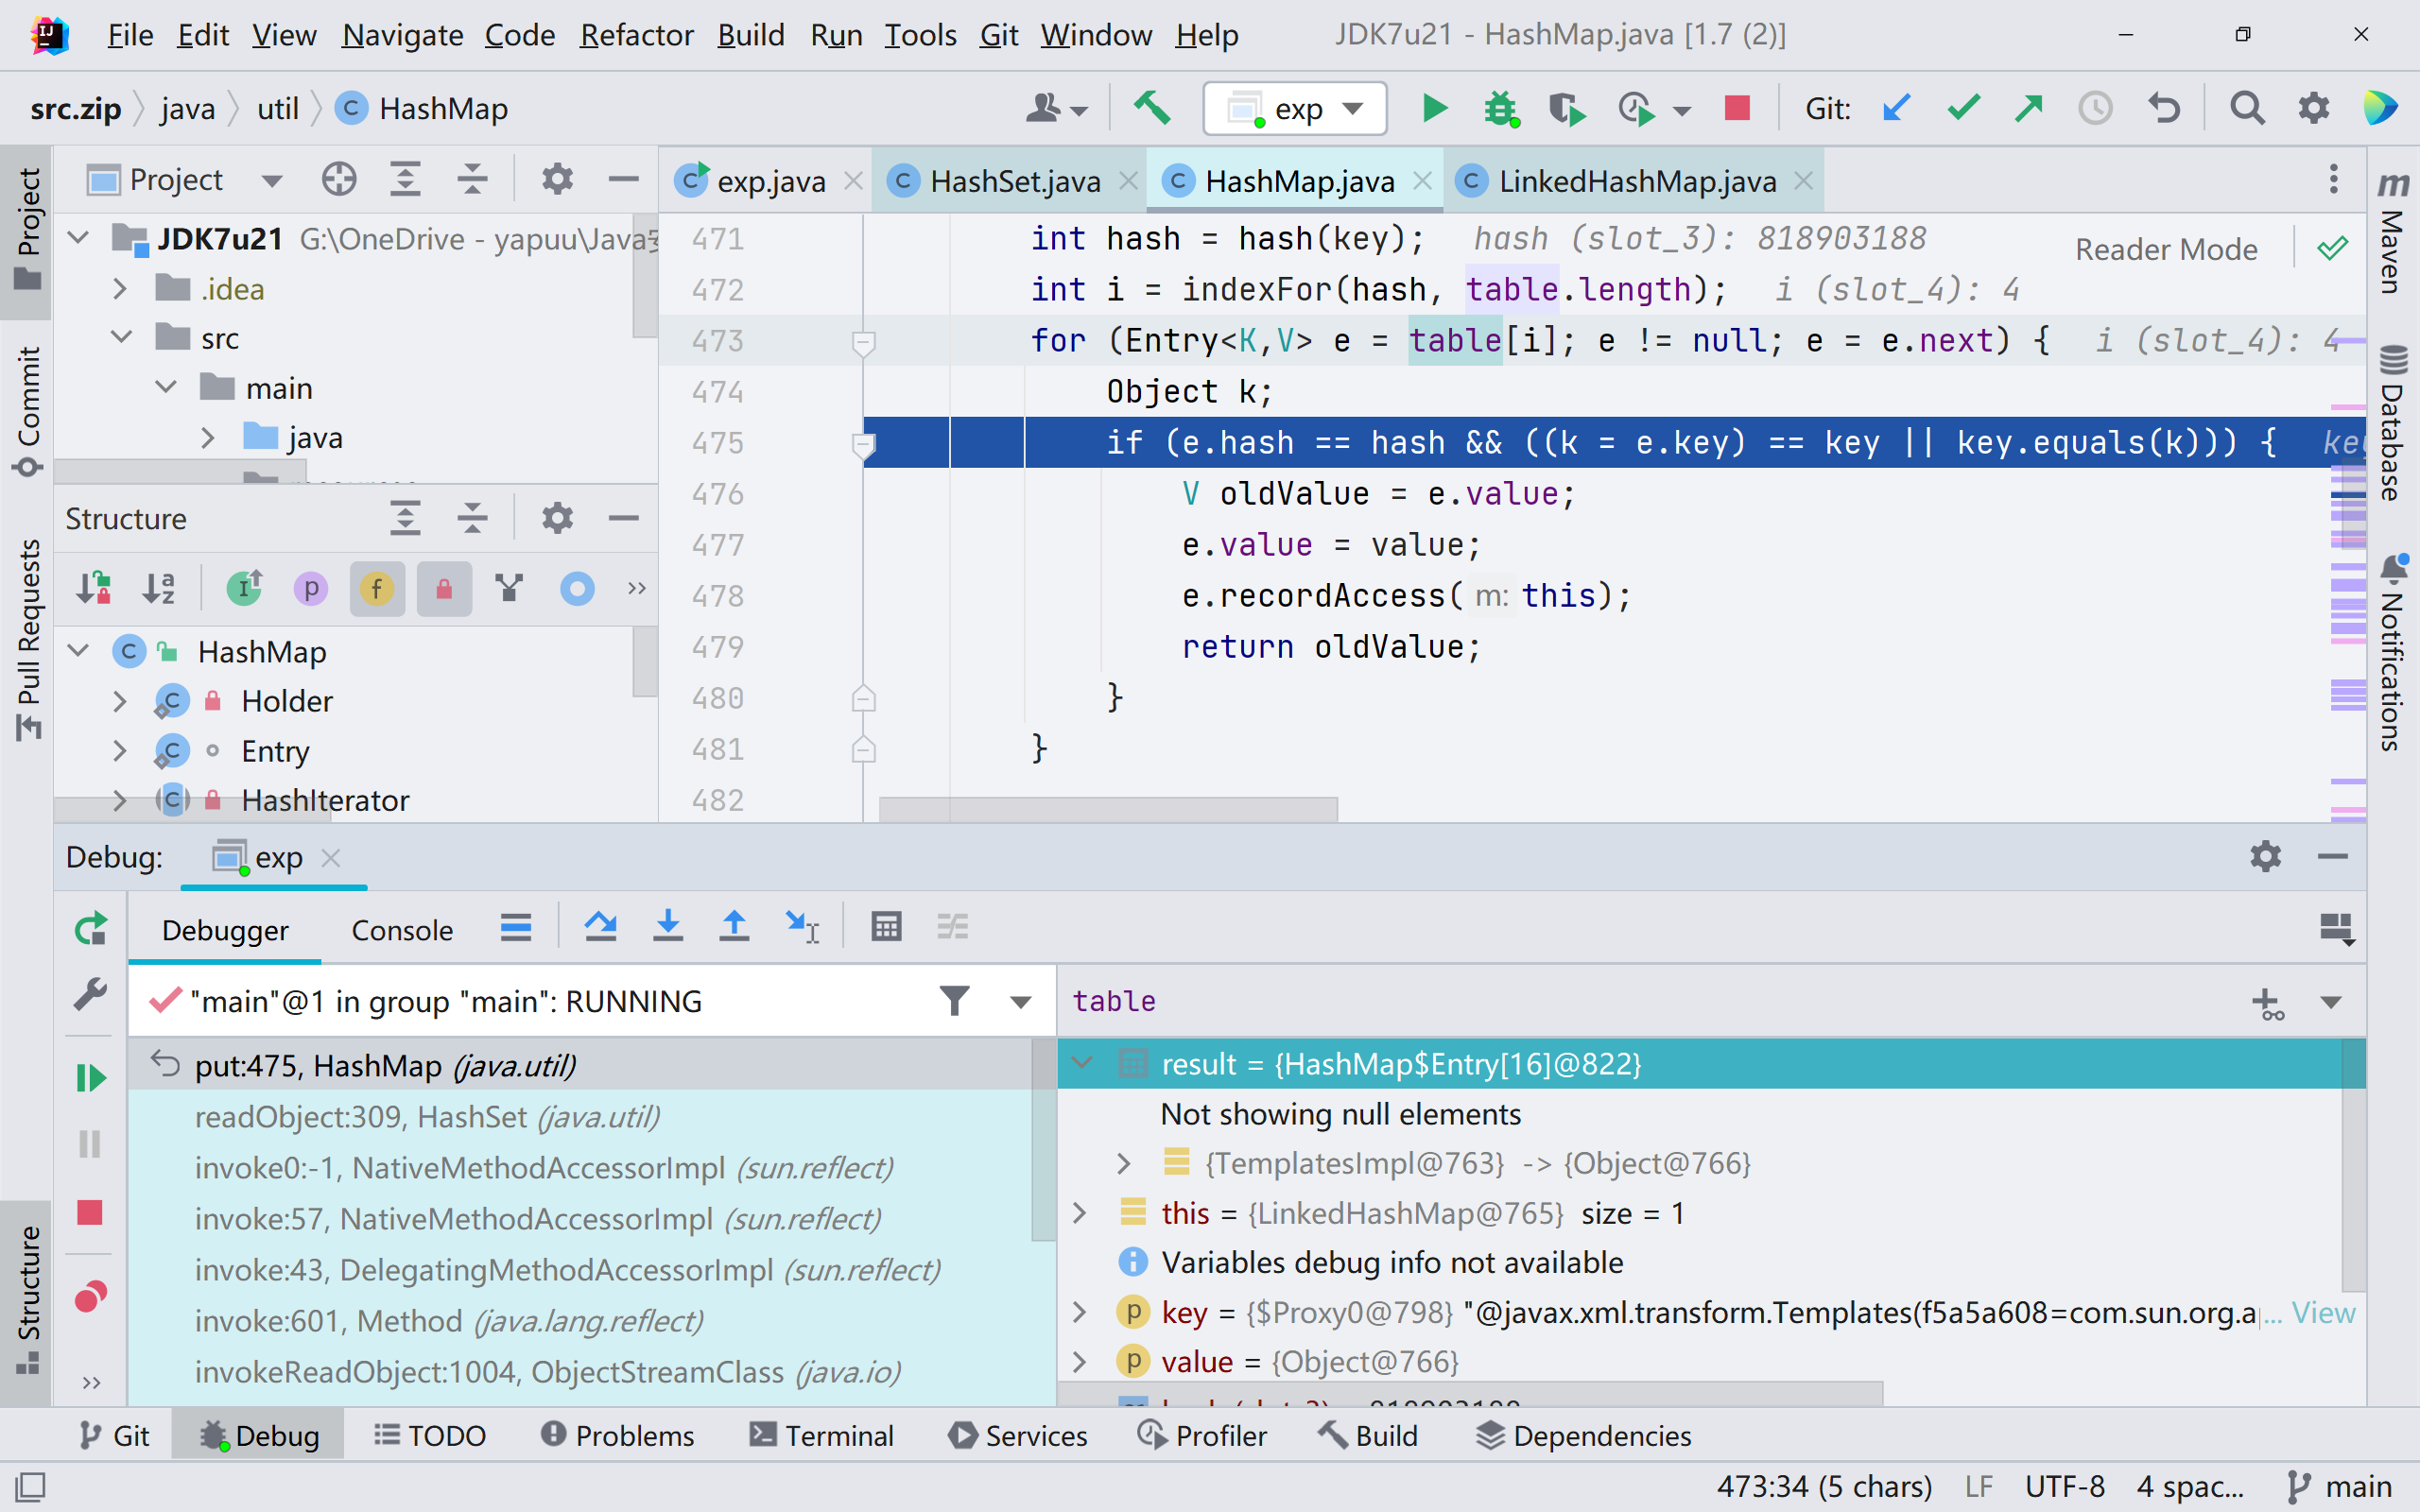 File Edit View Navigate Code Refactor Build Run Tools Git Window Help JDK7u21 - HashMap.java [1.7 (2)]
src.zip java util HashMap
exp
Git:
Project
Commit
Pull Requests
Structure
Project
JDK7u21 G:\OneDrive - yapuu\Java
.idea
src
main
java
Structure
HashMap
Holder
Entry
HashIterator
exp.java HashSet.java HashMap.java LinkedHashMap.java
Reader Mode
471 int hash = hash(key); hash (slot_3): 818903188
472 int i = indexFor(hash, table.length); i (slot_4): 4
473 for (Entry<K,V> e = table[i]; e != null; e = e.next) { i (slot_4): 4
474 Object k;
475 if (e.hash == hash && ((k = e.key) == key || key.equals(k))) { key
476 V oldValue = e.value;
477 e.value = value;
478 e.recordAccess( m: this);
479 return oldValue;
480 }
481 }
482
Maven
Database
Notifications
Debug: exp
Debugger Console
"main"@1 in group "main": RUNNING
put:475, HashMap (java.util)
readObject:309, HashSet (java.util)
invoke0:-1, NativeMethodAccessorImpl (sun.reflect)
invoke:57, NativeMethodAccessorImpl (sun.reflect)
invoke:43, DelegatingMethodAccessorImpl (sun.reflect)
invoke:601, Method (java.lang.reflect)
invokeReadObject:1004, ObjectStreamClass (java.io)
table
result = {HashMap$Entry[16]@822}
Not showing null elements
{TemplatesImpl@763} -> {Object@766}
this = {LinkedHashMap@765} size = 1
Variables debug info not available
key = {$Proxy0@798} "@javax.xml.transform.Templates(f5a5a608=com.sun.org.a... View
value = {Object@766}
Git Debug TODO Problems Terminal Services Profiler Build Dependencies
473:34 (5 chars) LF UTF-8 4 spac... main